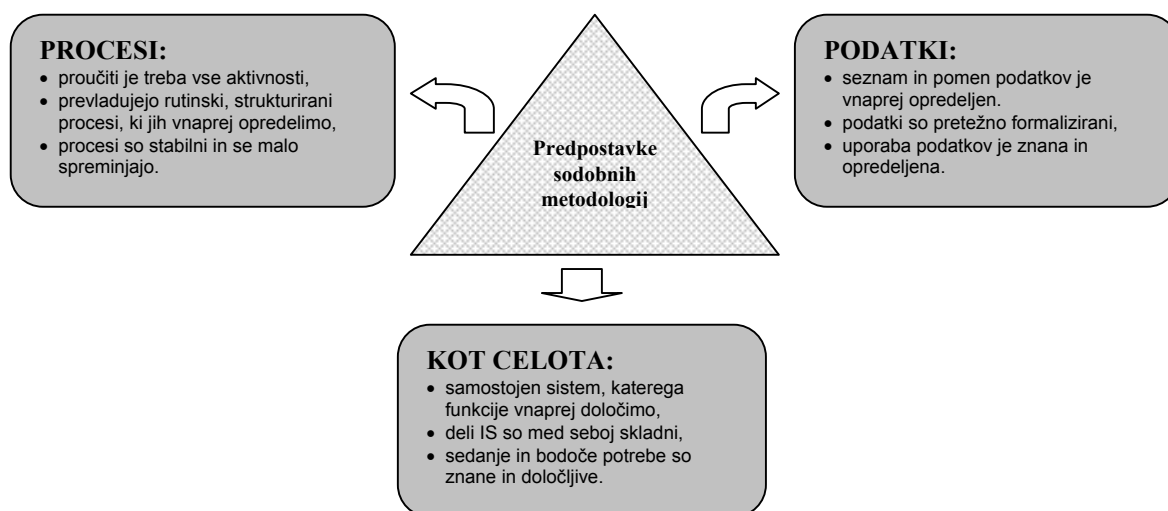 PROCESI:
• proučiti je treba vse aktivnosti,
• prevladujejo rutinski, strukturirani
procesi, ki jih vnaprej opredelimo,
• procesi so stabilni in se malo
spreminjajo.
Predpostavke
sodobnih
metodologij
PODATKI:
• seznam in pomen podatkov je
vnaprej opredeljen.
• podatki so pretežno formalizirani,
• uporaba podatkov je znana in
opredeljena.
KOT CELOTA:
• samostojen sistem, katerega
funkcije vnaprej določimo,
• deli IS so med seboj skladni,
• sedanje in bodoče potrebe so
znane in določljive.